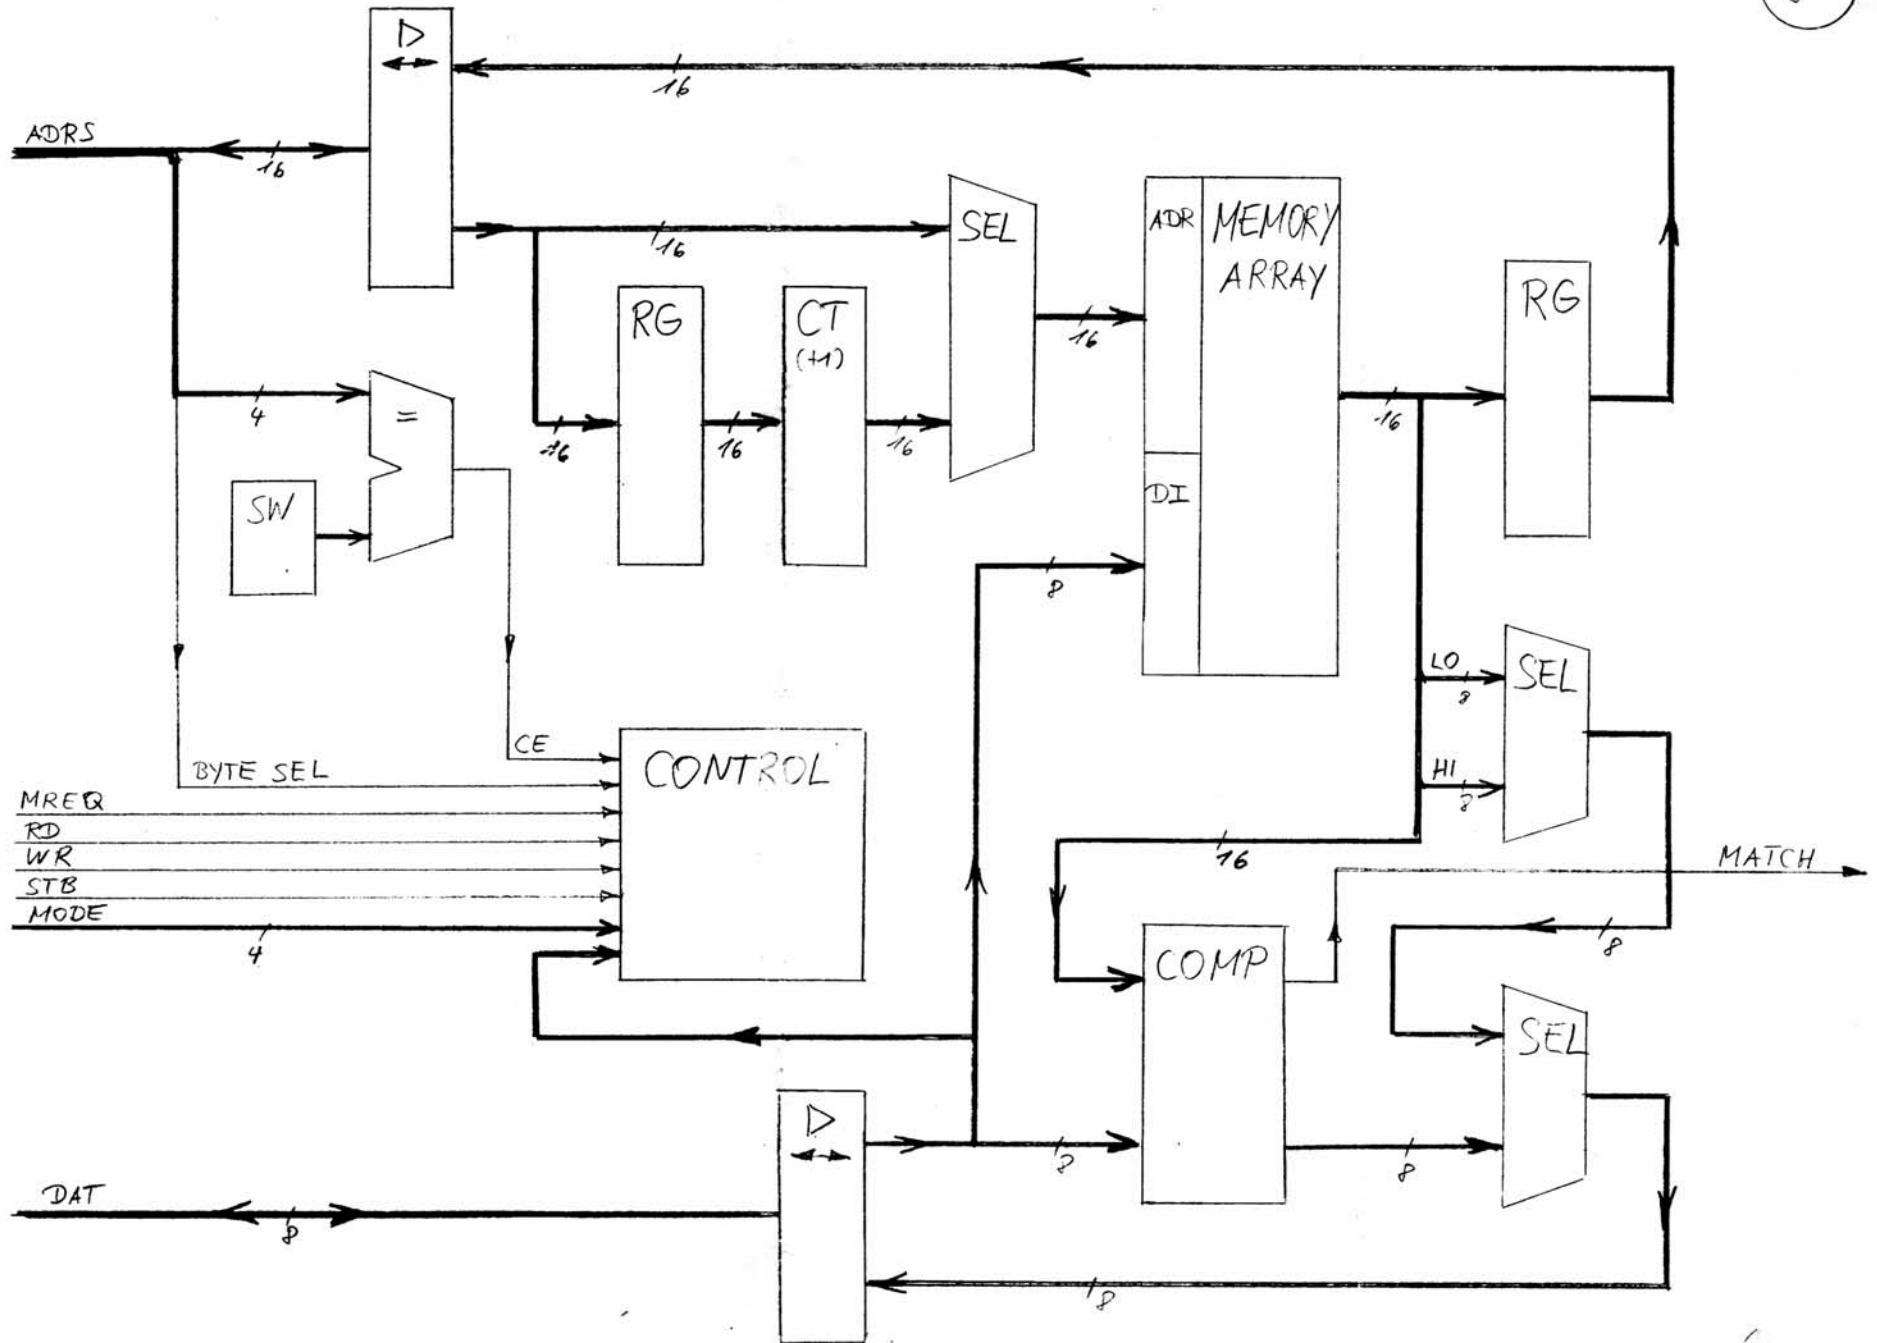 D
16
ADRS
16
16
SEL
ADR
MEMORY
ARRAY
RG
CT
(+1)
16
RG
4
=
16
16
16
16
SW
DI
8
LO
8
SEL
CE
CONTROL
BYTE SEL
HI
8
MREQ
RD
WR
STB
MODE
4
16
MATCH
8
COMP
SEL
D
8
8
DAT
8
8